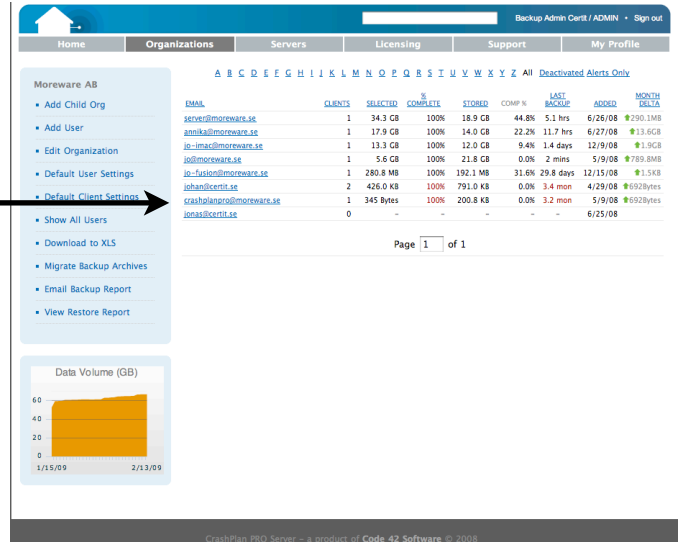 Backup Admin Certit / ADMIN • Sign out
Home Organizations Servers Licensing Support My Profile
Moreware AB
Add Child Org
Add User
Edit Organization
Default User Settings
Default Client Settings
Show All Users
Download to XLS
Migrate Backup Archives
Email Backup Report
View Restore Report
A B C D E F G H I J K L M N O P Q R S T U V W X Y Z All Deactivated Alerts Only
EMAIL CLIENTS SELECTED % COMPLETE STORED COMP % LAST BACKUP ADDED MONTH DELTA
server@moreware.se 1 34.3 GB 100% 18.9 GB 44.8% 5.1 hrs 6/26/08 290.1MB
annika@moreware.se 1 17.9 GB 100% 14.0 GB 22.2% 11.7 hrs 6/27/08 13.6GB
jo-imac@moreware.se 1 13.3 GB 100% 12.0 GB 9.4% 1.4 days 12/9/08 1.9GB
jo@moreware.se 1 5.6 GB 100% 21.8 GB 0.0% 2 mins 5/9/08 789.8MB
jo-fusion@moreware.se 1 280.8 MB 100% 192.1 MB 31.6% 29.8 days 12/15/08 1.5KB
johan@certit.se 2 426.0 KB 100% 791.0 KB 0.0% 3.4 mon 4/29/08 692Bytes
crashplanpro@moreware.se 1 345 Bytes 100% 200.8 KB 0.0% 3.2 mon 5/9/08 692Bytes
jonas@certit.se 0 – – – – – 6/25/08
Page 1 of 1
Data Volume (GB)
60
40
20
0
1/15/09 2/13/09
CrashPlan PRO Server – a product of Code 42 Software © 2008